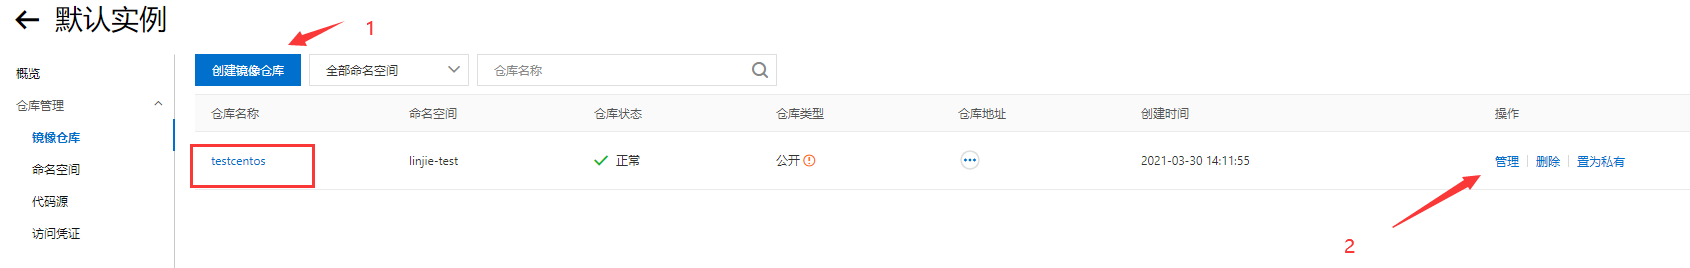 默认实例
1
概览
创建镜像仓库 全部命名空间 仓库名称
仓库管理
仓库名称 命名空间 仓库状态 仓库类型 仓库地址 创建时间 操作
镜像仓库
testcentos linjie-test 正常 公开 2021-03-30 14:11:55 管理 删除 置为私有
命名空间
代码源
访问凭证
2